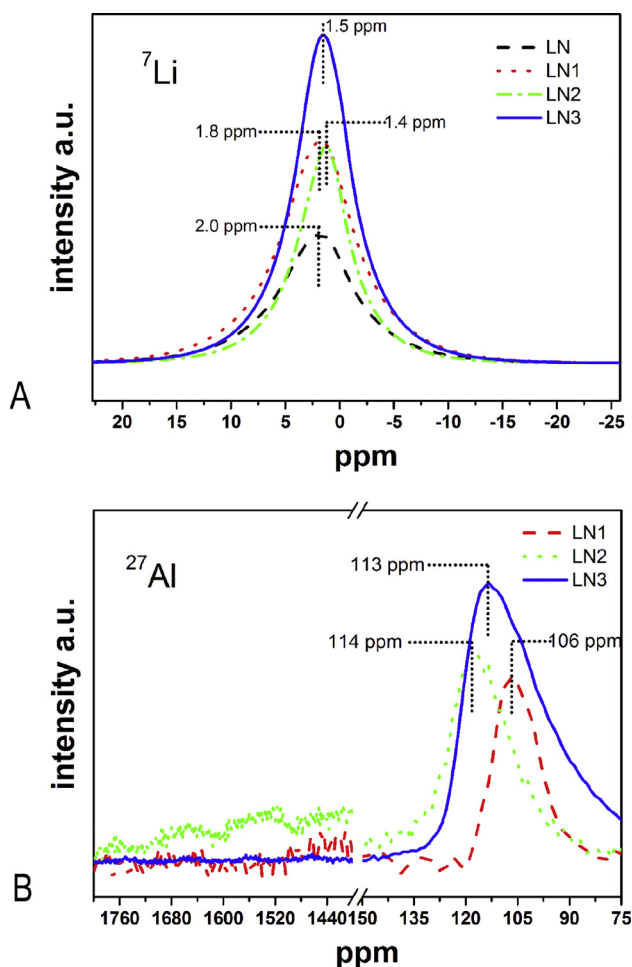 A
⁷Li
1.5 ppm
LN
LN1
LN2
LN3
1.8 ppm
1.4 ppm
2.0 ppm
intensity a.u.
20 15 10 5 0 -5 -10 -15 -20 -25
ppm
B
²⁷Al
LN1
LN2
LN3
113 ppm
114 ppm
106 ppm
intensity a.u.
1760 1680 1600 1520 1440 150 135 120 105 90 75
ppm